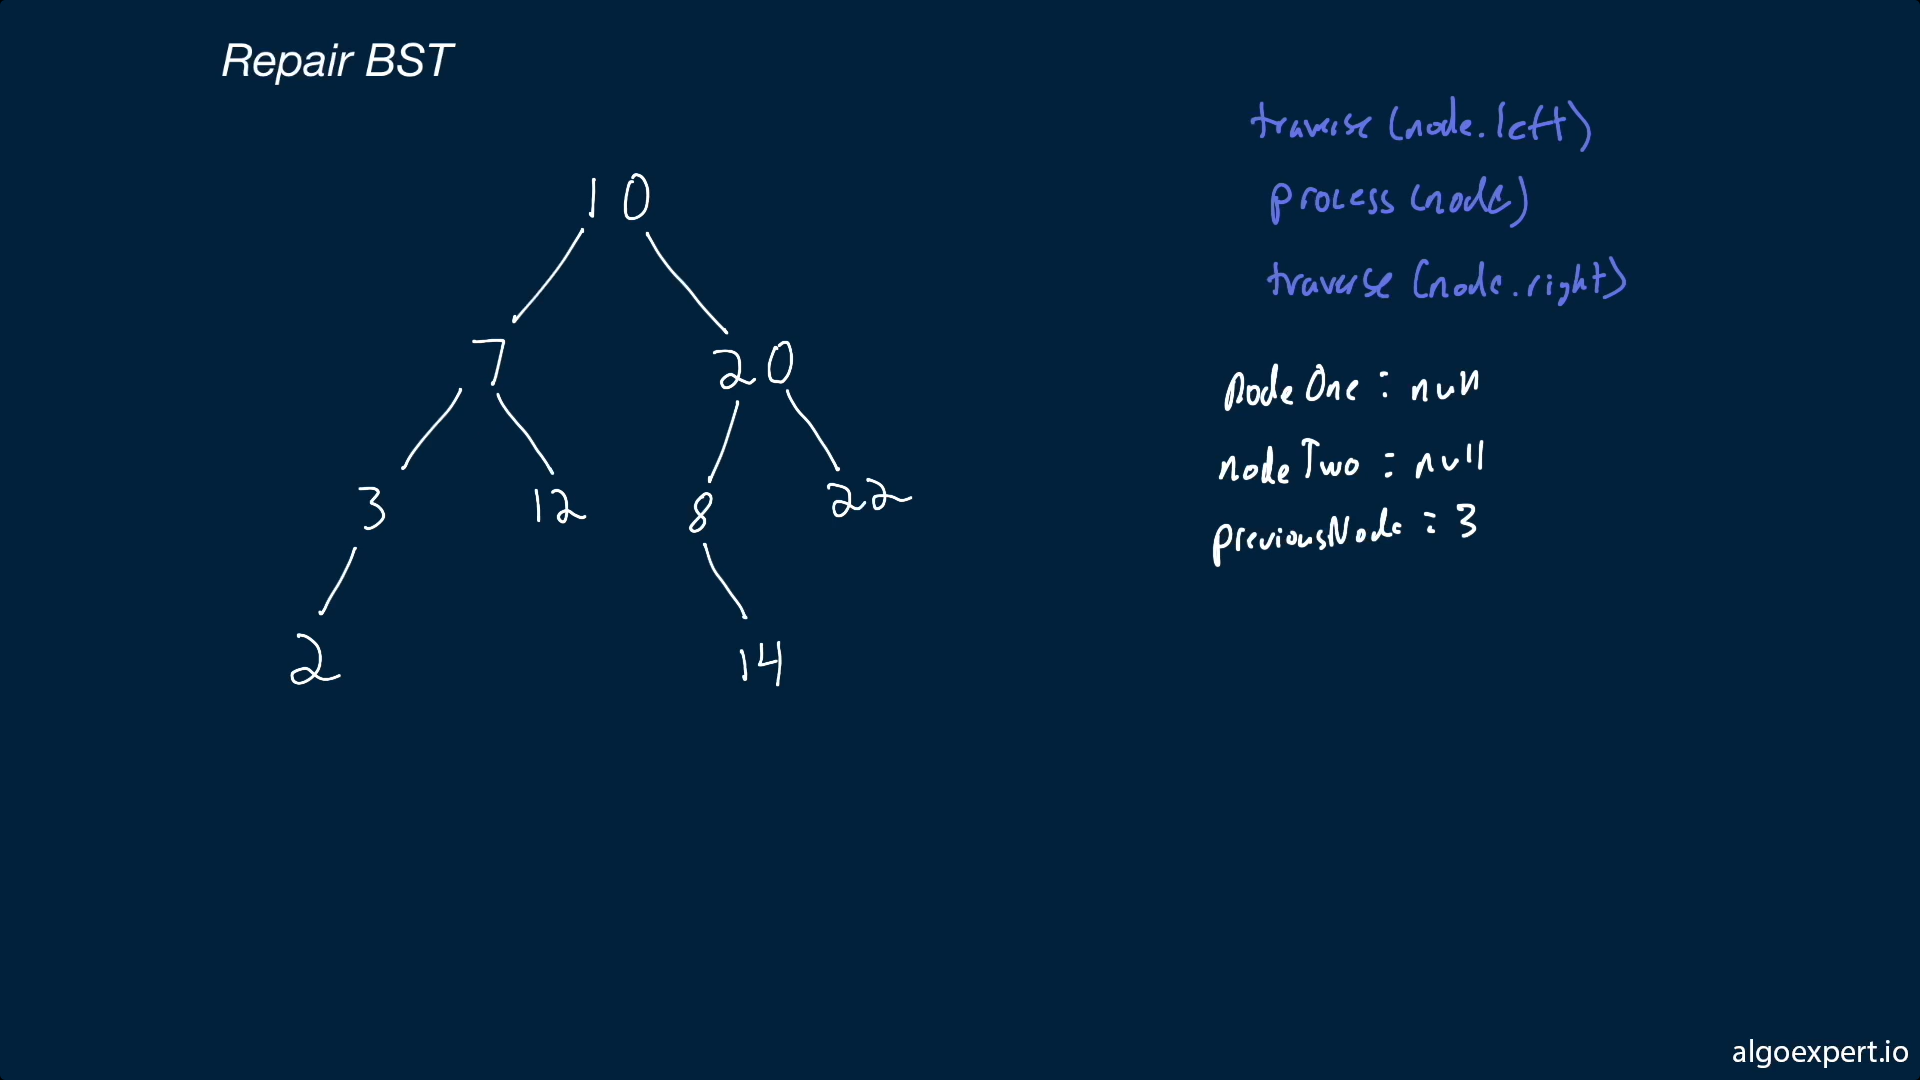 Repair BST
traverse (node.left)
process (node)
traverse (node.right)
10
7 20
3 12 8 22
2 14
nodeOne : null
nodeTwo : null
previousNode : 3
algoexpert.io